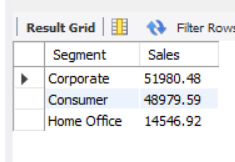 Result Grid Filter Rows
Segment Sales
Corporate 51980.48
Consumer 48979.59
Home Office 14546.92